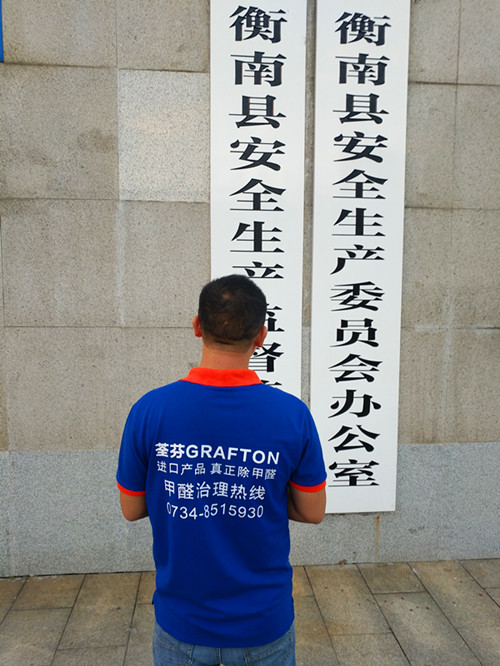 衡南县安全生产监督
衡南县安全生产委员会办公室
荃芬GRAFTON
进口产品 真正除甲醛
甲醛治理热线
0734-8515930